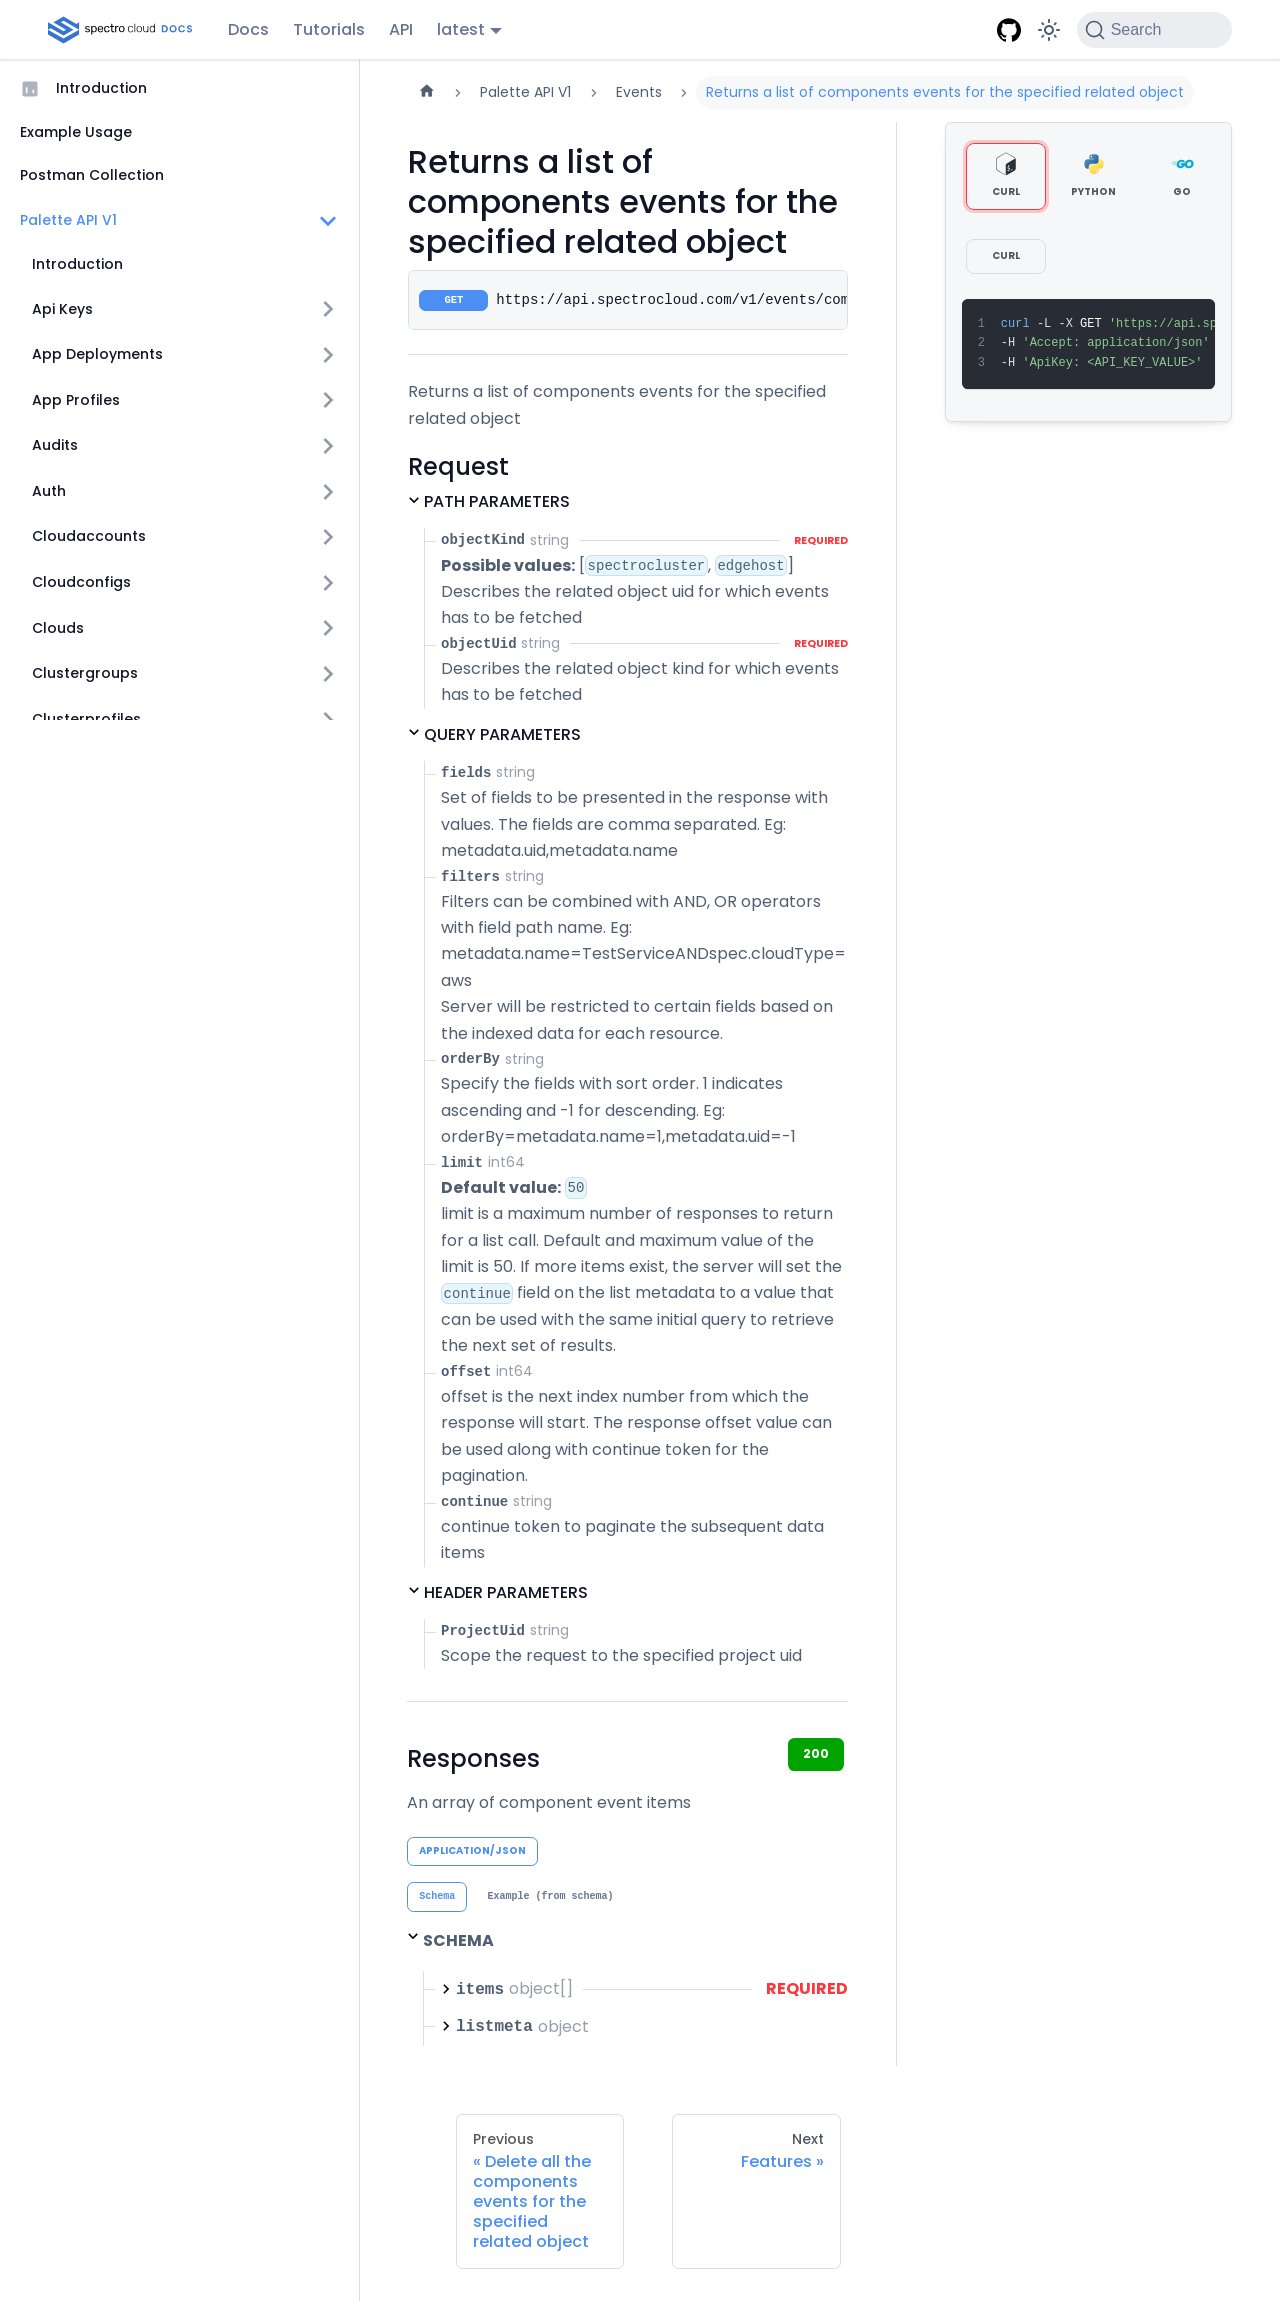 spectro cloud DOCS
Docs
Tutorials
API
latest
Search
Introduction
Example Usage
Postman Collection
Palette API V1
Introduction
Api Keys
App Deployments
App Profiles
Audits
Auth
Cloudaccounts
Cloudconfigs
Clouds
Clustergroups
Clusterprofiles
Palette API V1
Events
Returns a list of components events for the specified related object
Returns a list of
components events for the
specified related object
GET https://api.spectrocloud.com/v1/events/com
Returns a list of components events for the specified
related object
Request
PATH PARAMETERS
objectKind string REQUIRED
Possible values: [spectrocluster, edgehost]
Describes the related object uid for which events
has to be fetched
objectUid string REQUIRED
Describes the related object kind for which events
has to be fetched
QUERY PARAMETERS
fields string
Set of fields to be presented in the response with
values. The fields are comma separated. Eg:
metadata.uid,metadata.name
filters string
Filters can be combined with AND, OR operators
with field path name. Eg:
metadata.name=TestServiceANDspec.cloudType=
aws
Server will be restricted to certain fields based on
the indexed data for each resource.
orderBy string
Specify the fields with sort order. 1 indicates
ascending and -1 for descending. Eg:
orderBy=metadata.name=1,metadata.uid=-1
limit int64
Default value: 50
limit is a maximum number of responses to return
for a list call. Default and maximum value of the
limit is 50. If more items exist, the server will set the
continue field on the list metadata to a value that
can be used with the same initial query to retrieve
the next set of results.
offset int64
offset is the next index number from which the
response will start. The response offset value can
be used along with continue token for the
pagination.
continue string
continue token to paginate the subsequent data
items
HEADER PARAMETERS
ProjectUid string
Scope the request to the specified project uid
Responses
200
An array of component event items
APPLICATION/JSON
Schema
Example (from schema)
SCHEMA
items object[] REQUIRED
listmeta object
Previous
« Delete all the
components
events for the
specified
related object
Next
Features »
CURL
PYTHON
GO
CURL
1 curl -L -X GET 'https://api.sp
2 -H 'Accept: application/json'
3 -H 'ApiKey: <API_KEY_VALUE>'